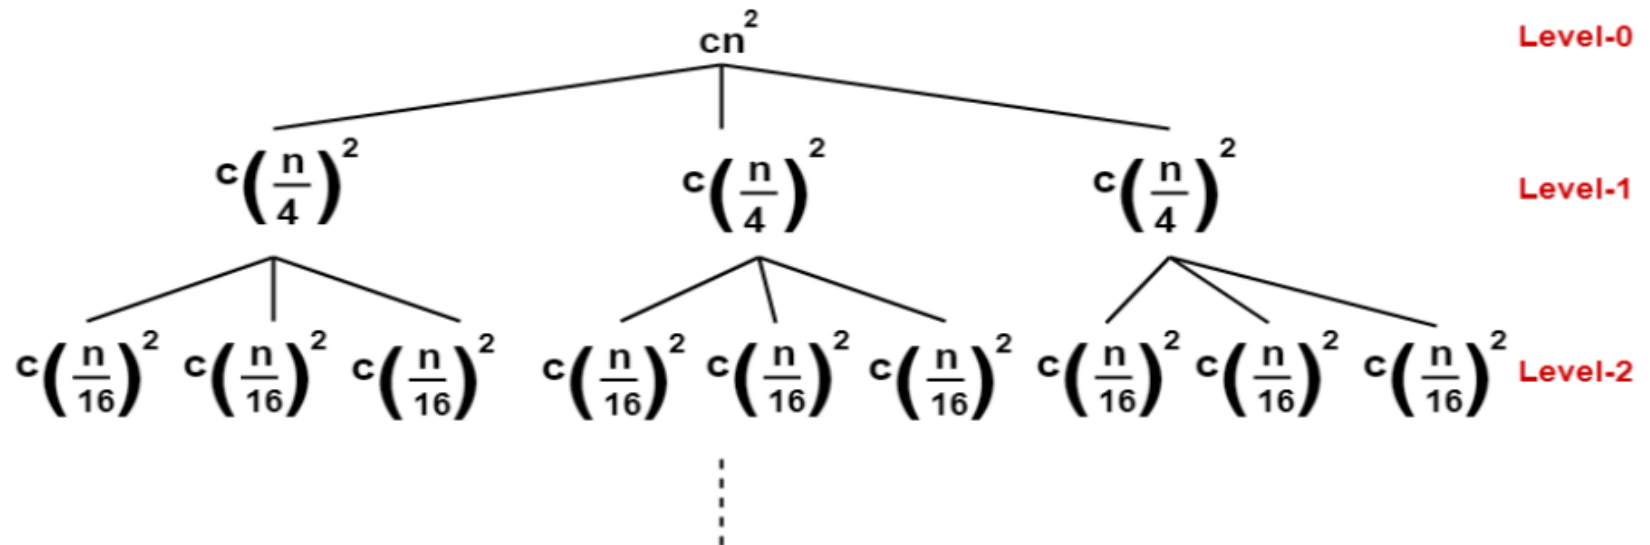 cn² Level-0
c(n/4)² c(n/4)² c(n/4)² Level-1
c(n/16)² c(n/16)² c(n/16)² c(n/16)² c(n/16)² c(n/16)² c(n/16)² c(n/16)² c(n/16)² Level-2